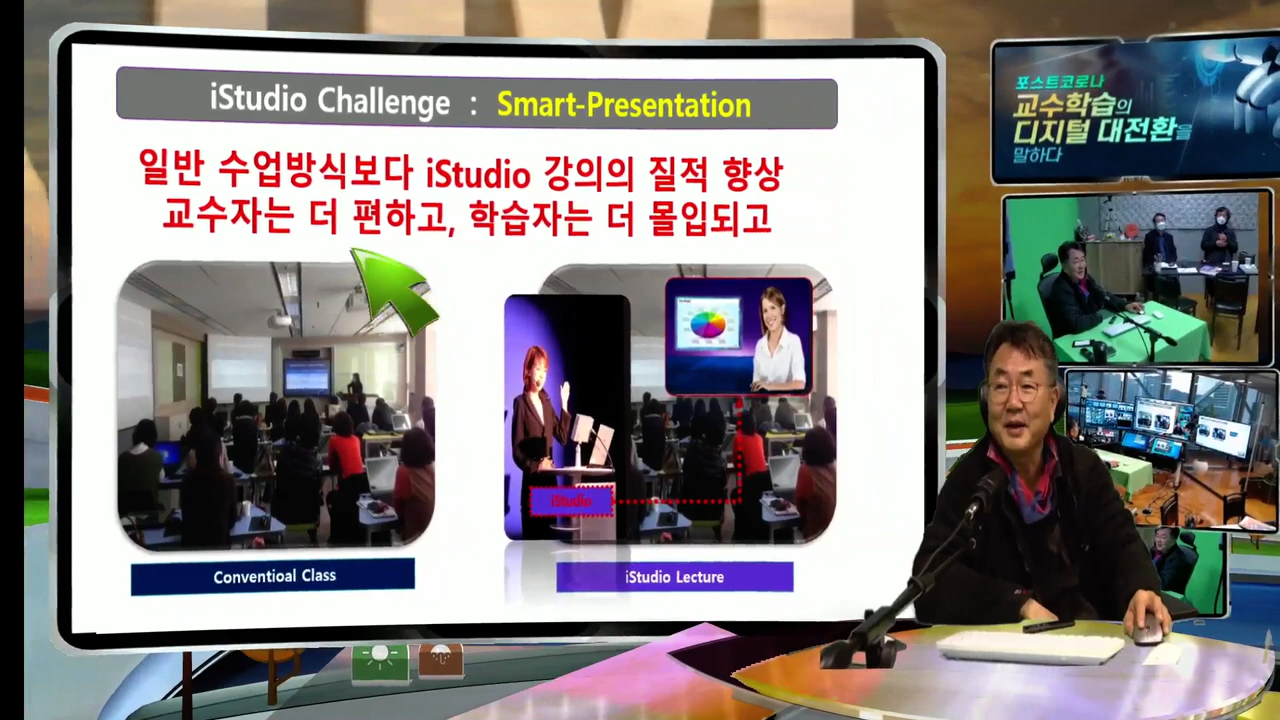 iStudio Challenge : Smart-Presentation
일반 수업방식보다 iStudio 강의의 질적 향상
교수자는 더 편하고, 학습자는 더 몰입되고
iStudio
Conventioal Class
iStudio Lecture
포스트코로나
교수학습의
디지털 대전환을
말하다